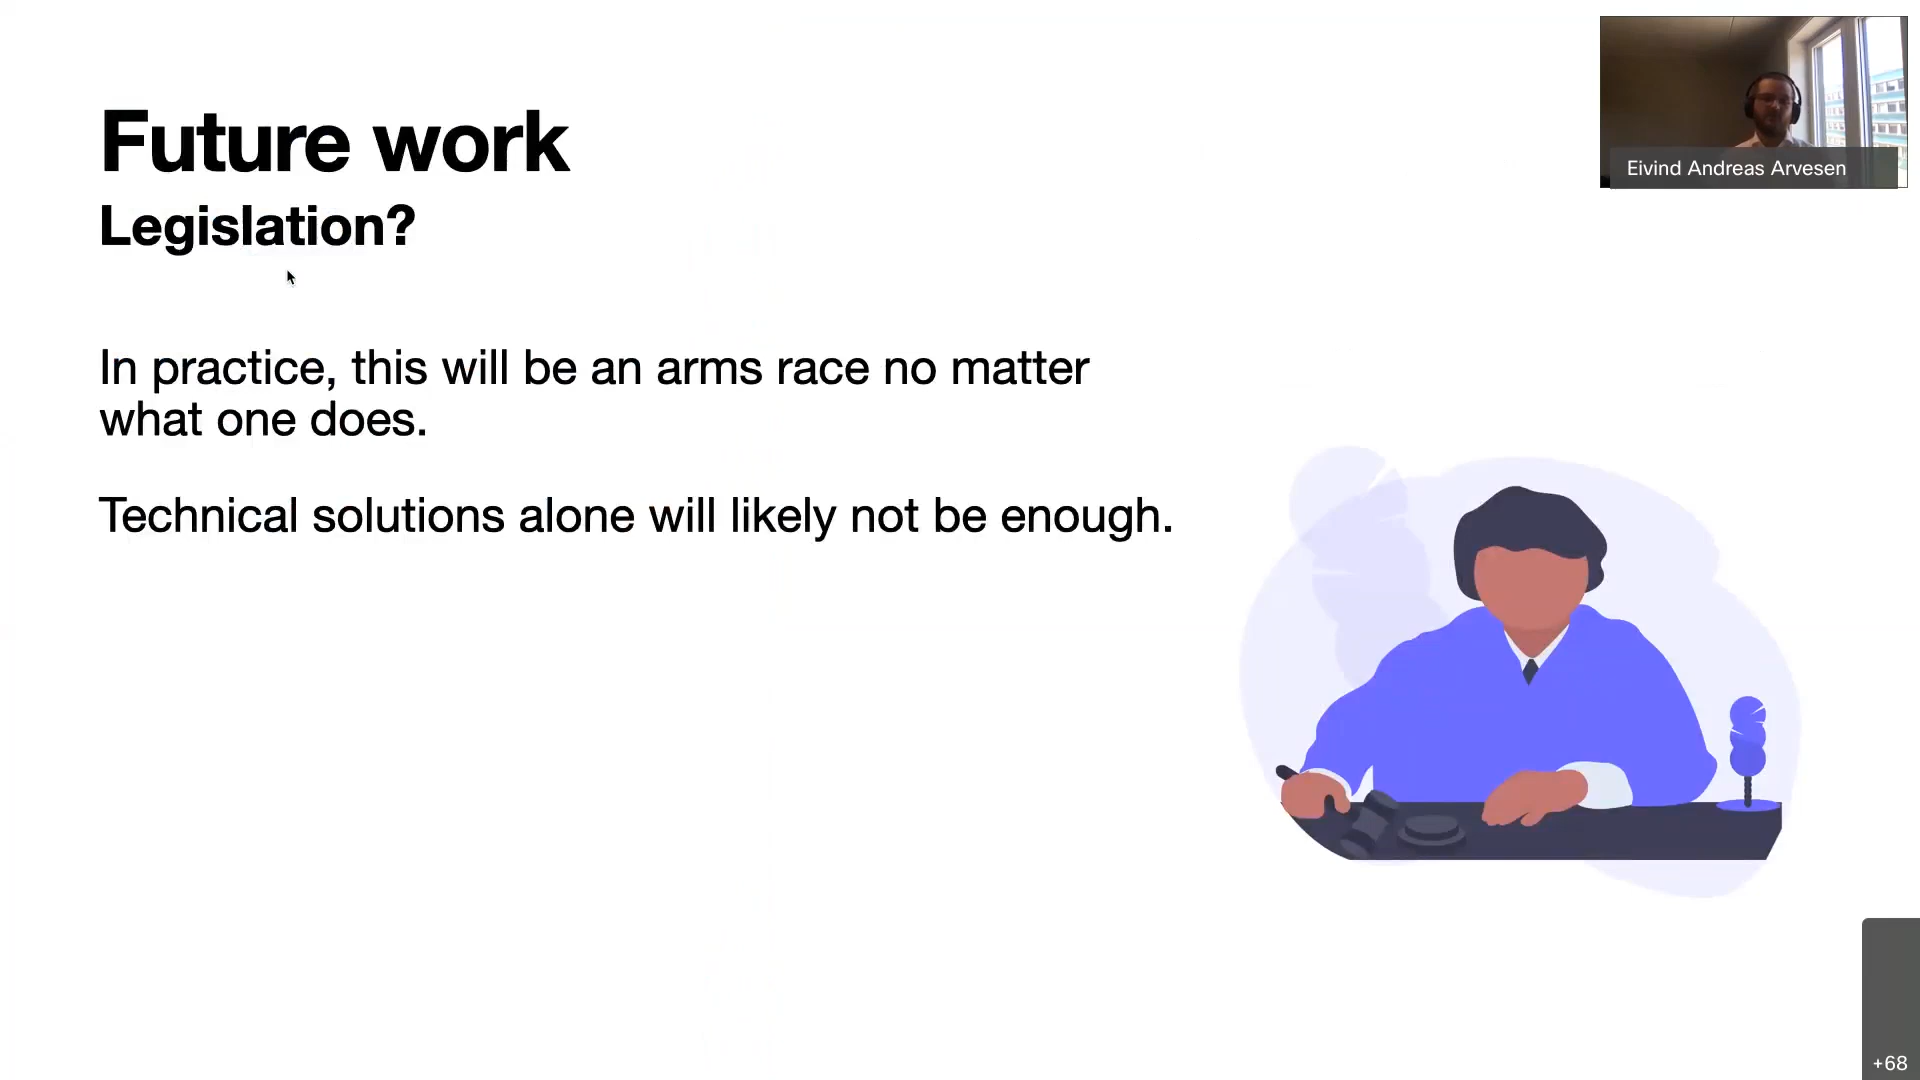 Future work
Legislation?
In practice, this will be an arms race no matter
what one does.
Technical solutions alone will likely not be enough.
Eivind Andreas Arvesen
+68